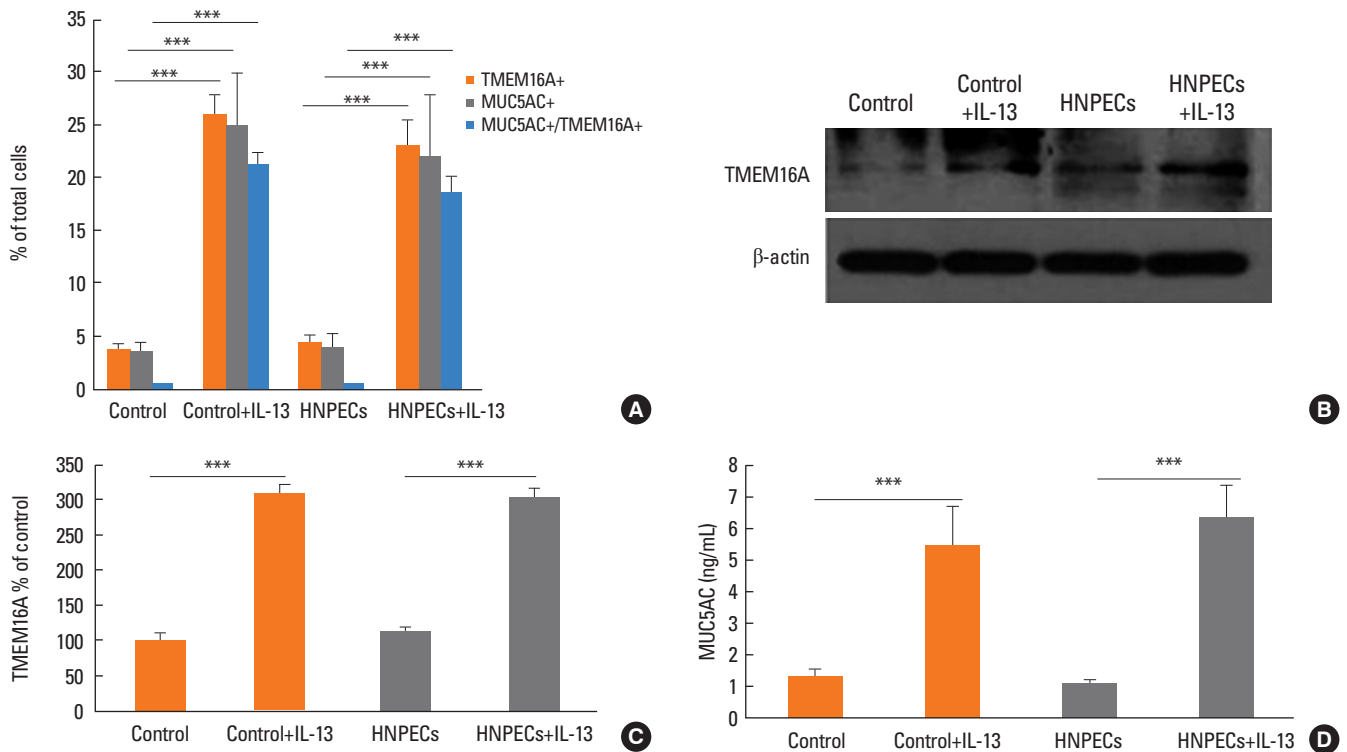 *** ***
*** ***
*** ***
% of total cells
35
30
25
20
15
10
5
0
TMEM16A+
MUC5AC+
MUC5AC+/TMEM16A+
Control Control+IL-13 HNPECs HNPECs+IL-13
A
Control Control +IL-13 HNPECs HNPECs +IL-13
TMEM16A
β-actin
B
*** ***
TMEM16A % of control
350
300
250
200
150
100
50
0
Control Control+IL-13 HNPECs HNPECs+IL-13
C
*** ***
MUC5AC (ng/mL)
8
7
6
5
4
3
2
1
0
Control Control+IL-13 HNPECs HNPECs+IL-13
D